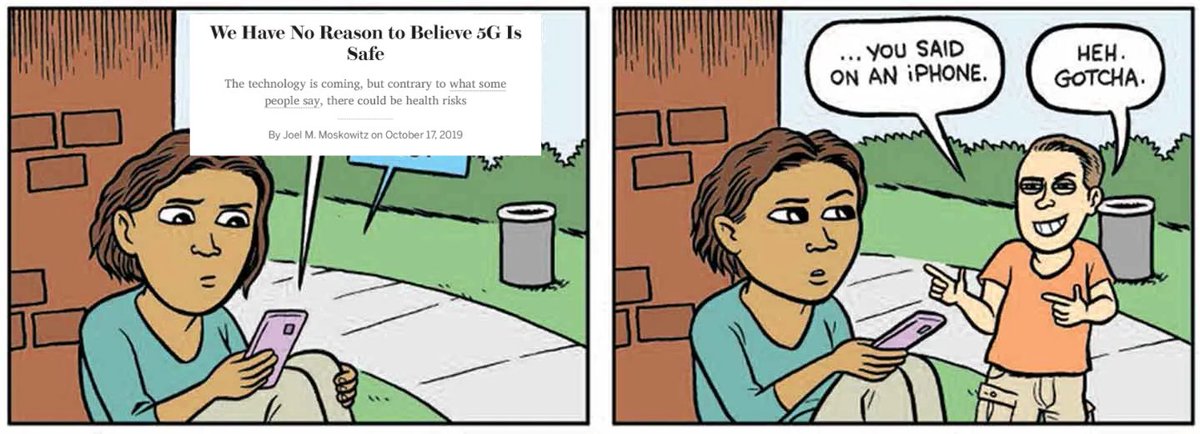 We Have No Reason to Believe 5G Is
Safe
The technology is coming, but contrary to what some
people say, there could be health risks
By Joel M. Moskowitz on October 17, 2019
...YOU SAID
ON AN iPHONE.
HEH.
GOTCHA.